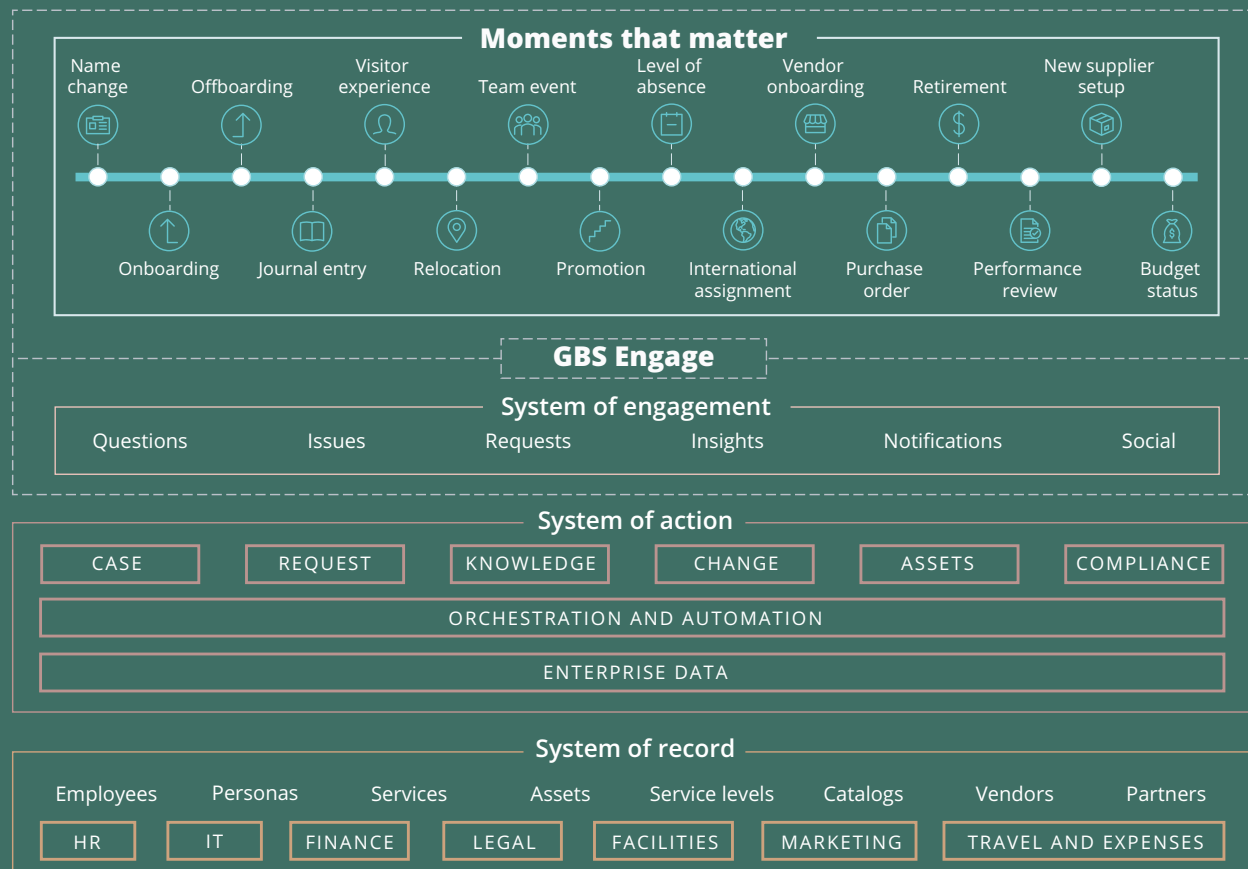 Moments that matter
Name
change
Offboarding
Visitor
experience
Team event
Level of
absence
Vendor
onboarding
Retirement
New supplier
setup
Onboarding
Journal entry
Relocation
Promotion
International
assignment
Purchase
order
Performance
review
Budget
status
$
$
GBS Engage
System of engagement
Questions
Issues
Requests
Insights
Notifications
Social
System of action
CASE
REQUEST
KNOWLEDGE
CHANGE
ASSETS
COMPLIANCE
ORCHESTRATION AND AUTOMATION
ENTERPRISE DATA
System of record
Employees
Personas
Services
Assets
Service levels
Catalogs
Vendors
Partners
HR
IT
FINANCE
LEGAL
FACILITIES
MARKETING
TRAVEL AND EXPENSES